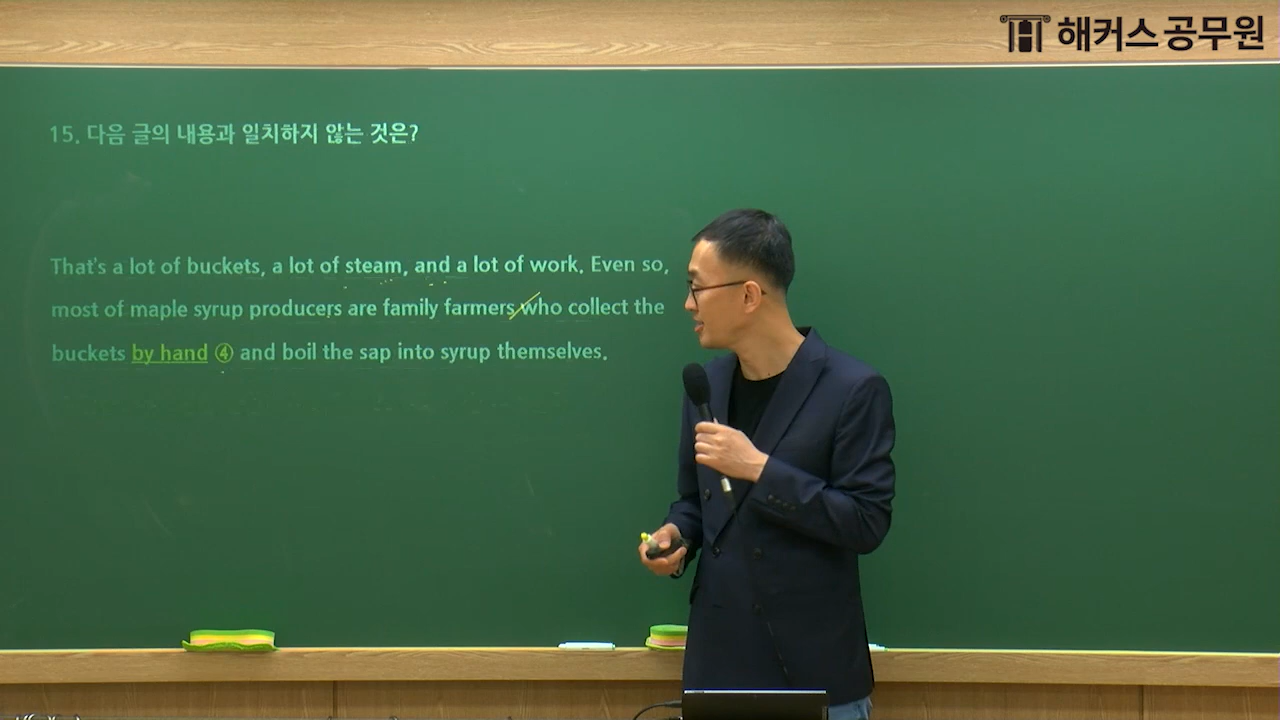 해커스공무원
15. 다음 글의 내용과 일치하지 않는 것은?
That's a lot of buckets, a lot of steam, and a lot of work. Even so,
most of maple syrup producers are family farmers who collect the
buckets by hand ④ and boil the sap into syrup themselves.